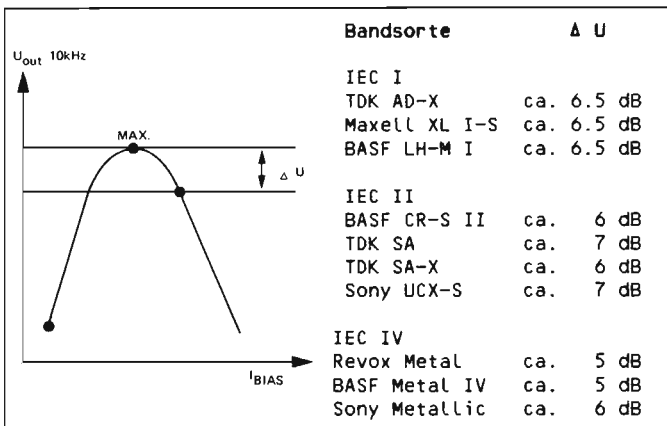 U_out 10kHz
MAX.
Δ U
I_BIAS
Bandsorte Δ U
IEC I
TDK AD-X ca. 6.5 dB
Maxell XL I-S ca. 6.5 dB
BASF LH-M I ca. 6.5 dB
IEC II
BASF CR-S II ca. 6 dB
TDK SA ca. 7 dB
TDK SA-X ca. 6 dB
Sony UCX-S ca. 7 dB
IEC IV
Revox Metal ca. 5 dB
BASF Metal IV ca. 5 dB
Sony Metallic ca. 6 dB